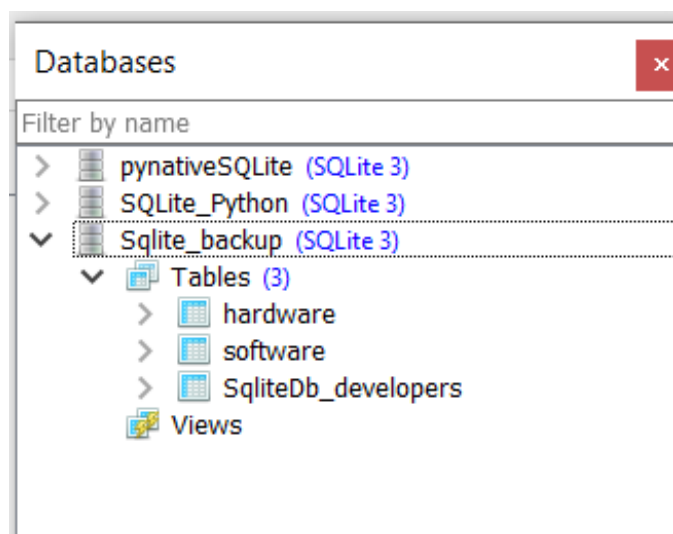 Databases
Filter by name
pynativeSQLite (SQLite 3)
SQLite_Python (SQLite 3)
Sqlite_backup (SQLite 3)
Tables (3)
hardware
software
SqliteDb_developers
Views